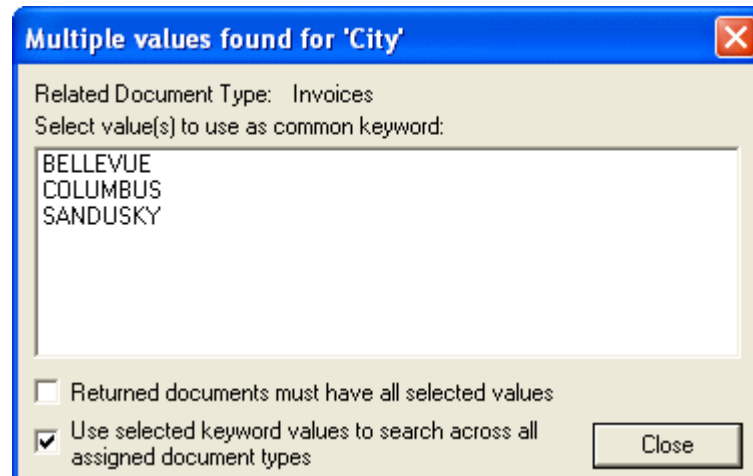 Multiple values found for 'City'
Related Document Type: Invoices
Select value(s) to use as common keyword:
BELLEVUE
COLUMBUS
SANDUSKY
Returned documents must have all selected values
Use selected keyword values to search across all
assigned document types
Close